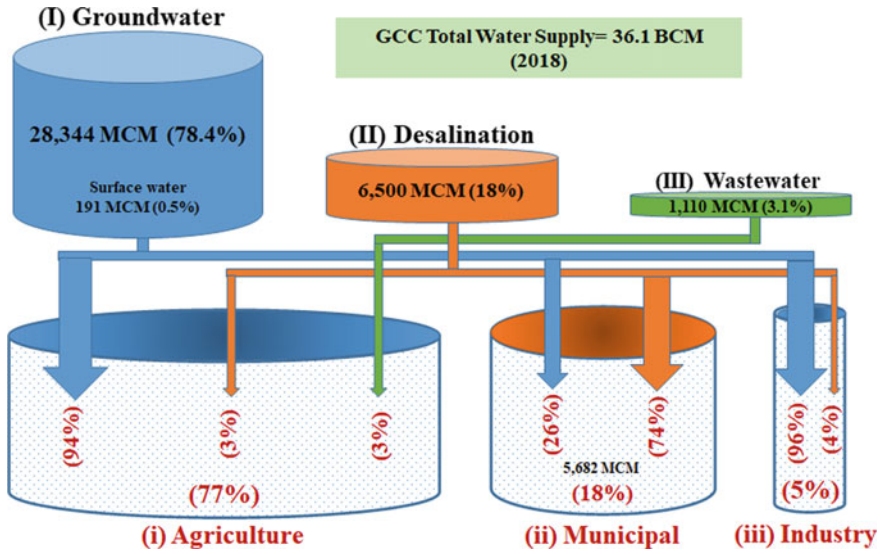 (I) Groundwater
GCC Total Water Supply= 36.1 BCM
(2018)
28,344 MCM (78.4%)
Surface water
191 MCM (0.5%)
(II) Desalination
6,500 MCM (18%)
(III) Wastewater
1,110 MCM (3.1%)
(94%)
(3%)
(3%)
(26%)
(74%)
(96%)
(4%)
5,682 MCM
(77%)
(18%)
(5%)
(i) Agriculture
(ii) Municipal
(iii) Industry